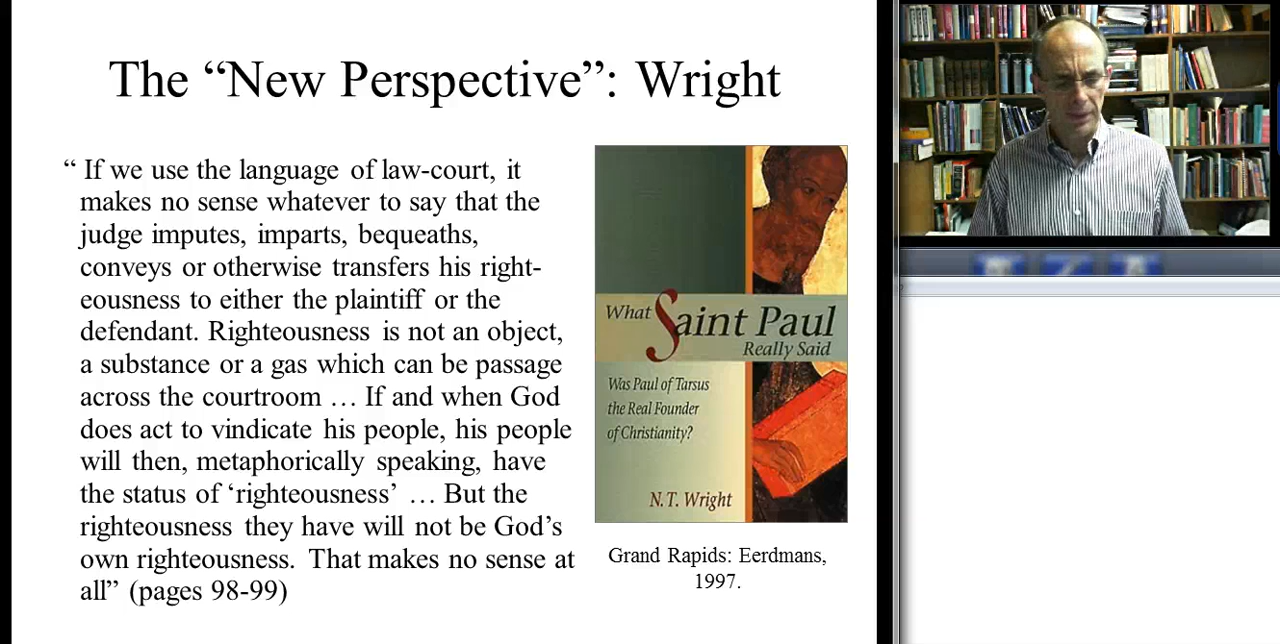 The “New Perspective”: Wright
“ If we use the language of law-court, it
makes no sense whatever to say that the
judge imputes, imparts, bequeaths,
conveys or otherwise transfers his right-
eousness to either the plaintiff or the
defendant. Righteousness is not an object,
a substance or a gas which can be passage
across the courtroom … If and when God
does act to vindicate his people, his people
will then, metaphorically speaking, have
the status of ‘righteousness’ … But the
righteousness they have will not be God’s
own righteousness. That makes no sense at
all” (pages 98-99)
What Saint Paul
Really Said
Was Paul of Tarsus
the Real Founder
of Christianity?
N.T. Wright
Grand Rapids: Eerdmans,
1997.